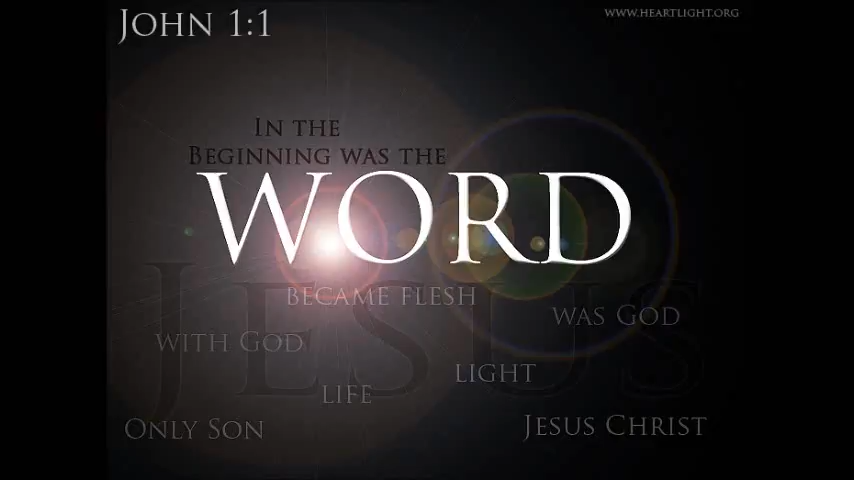 John 1:1
www.heartlight.org
In the
Beginning was the
WORD
became flesh
was God
with God
JESUS
light
life
Only Son
Jesus Christ